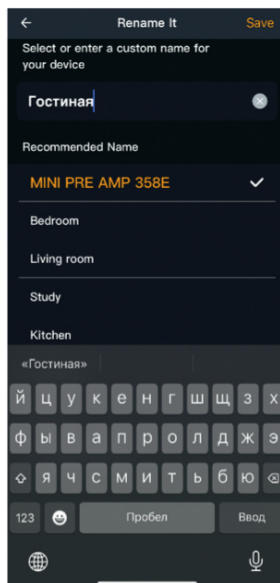 Rename It
Save
Select or enter a custom name for
your device
Гостиная
Recommended Name
MINI PRE AMP 358E
Bedroom
Living room
Study
Kitchen
«Гостиная»
й ц у к е н г ш щ з х
ф ы в а п р о л д ж э
я ч с м и т ь б ю
123 Пробел Ввод